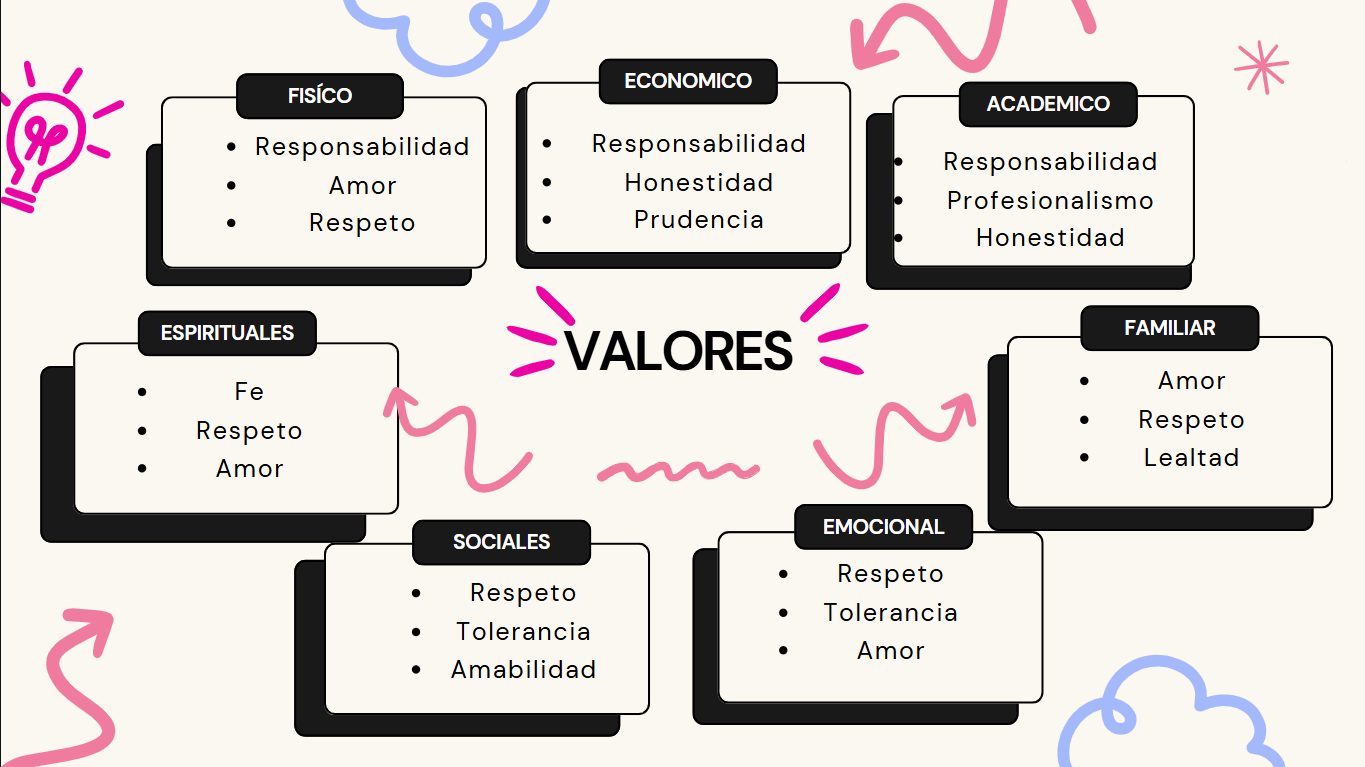 FISÍCO
• Responsabilidad
• Amor
• Respeto
ECONOMICO
• Responsabilidad
• Honestidad
• Prudencia
ACADEMICO
• Responsabilidad
• Profesionalismo
• Honestidad
VALORES
ESPIRITUALES
• Fe
• Respeto
• Amor
FAMILIAR
• Amor
• Respeto
• Lealtad
SOCIALES
• Respeto
• Tolerancia
• Amabilidad
EMOCIONAL
• Respeto
• Tolerancia
• Amor